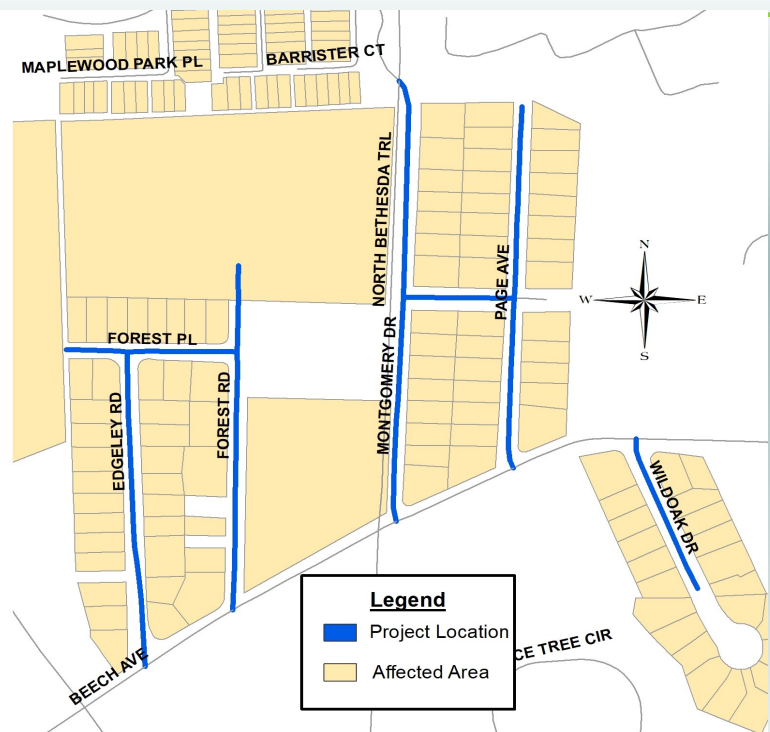 MAPLEWOOD PARK PL
BARRISTER CT
NORTH BETHESDA TRL
PAGE AVE
N
W
E
S
FOREST PL
MONTGOMERY DR
FOREST RD
EDGELEY RD
WILDOAK DR
BEECH AVE
CE TREE CIR
Legend
Project Location
Affected Area